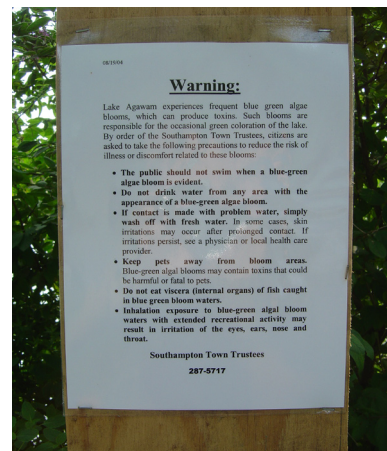 08/19/04
Warning:
Lake Agawam experiences frequent blue green algae
blooms, which can produce toxins. Such blooms are
responsible for the occasional green coloration of the lake.
By order of the Southampton Town Trustees, citizens are
asked to take the following precautions to reduce the risk of
illness or discomfort related to these blooms:
• The public should not swim when a blue-green
algae bloom is evident.
• Do not drink water from any area with the
appearance of a blue-green algae bloom.
• If contact is made with problem water, simply
wash off with fresh water. In some cases, skin
irritations may occur after prolonged contact. If
irritations persist, see a physician or local health care
provider.
• Keep pets away from bloom areas.
Blue-green algal blooms may contain toxins that could
be harmful or fatal to pets.
• Do not eat viscera (internal organs) of fish caught
in blue green bloom waters.
• Inhalation exposure to blue-green algal bloom
waters with extended recreational activity may
result in irritation of the eyes, ears, nose and
throat.
Southampton Town Trustees
287-5717